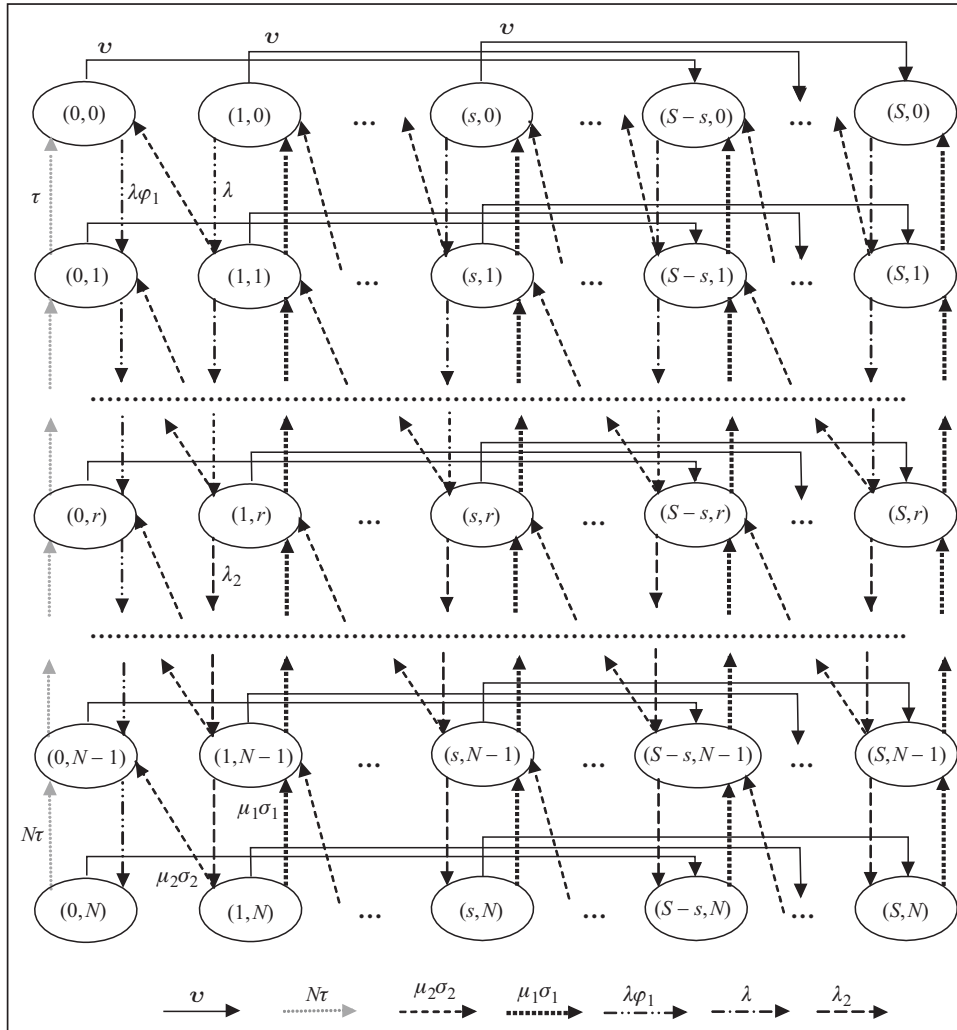 v v v
(0, 0) (1, 0) ... (s, 0) ... (S − s, 0) ... (S, 0)
τ λφ₁ λ
(0, 1) (1, 1) ... (s, 1) ... (S − s, 1) ... (S, 1)
(0, r) (1, r) ... (s, r) ... (S − s, r) ... (S, r)
λ₂
(0, N − 1) (1, N − 1) ... (s, N − 1) ... (S − s, N − 1) ... (S, N − 1)
μ₁σ₁
Nτ
μ₂σ₂
(0, N) (1, N) ... (s, N) ... (S − s, N) ... (S, N)
v Nτ μ₂σ₂ μ₁σ₁ λφ₁ λ λ₂